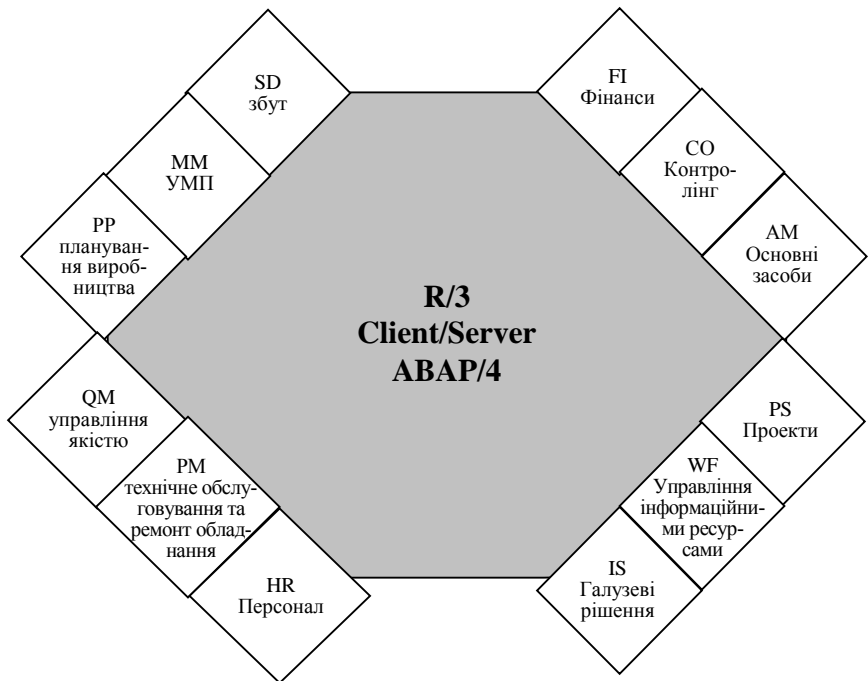 SD
збут
MM
УМП
PP
плануван-
ня вироб-
ництва
QM
управління
якістю
PM
технічне обслу-
говування та
ремонт облад-
нання
HR
Персонал
R/3
Client/Server
ABAP/4
FI
Фінанси
CO
Контро-
лінг
AM
Основні
засоби
PS
Проекти
WF
Управління
інформаційни-
ми ресур-
сами
IS
Галузеві
рішення